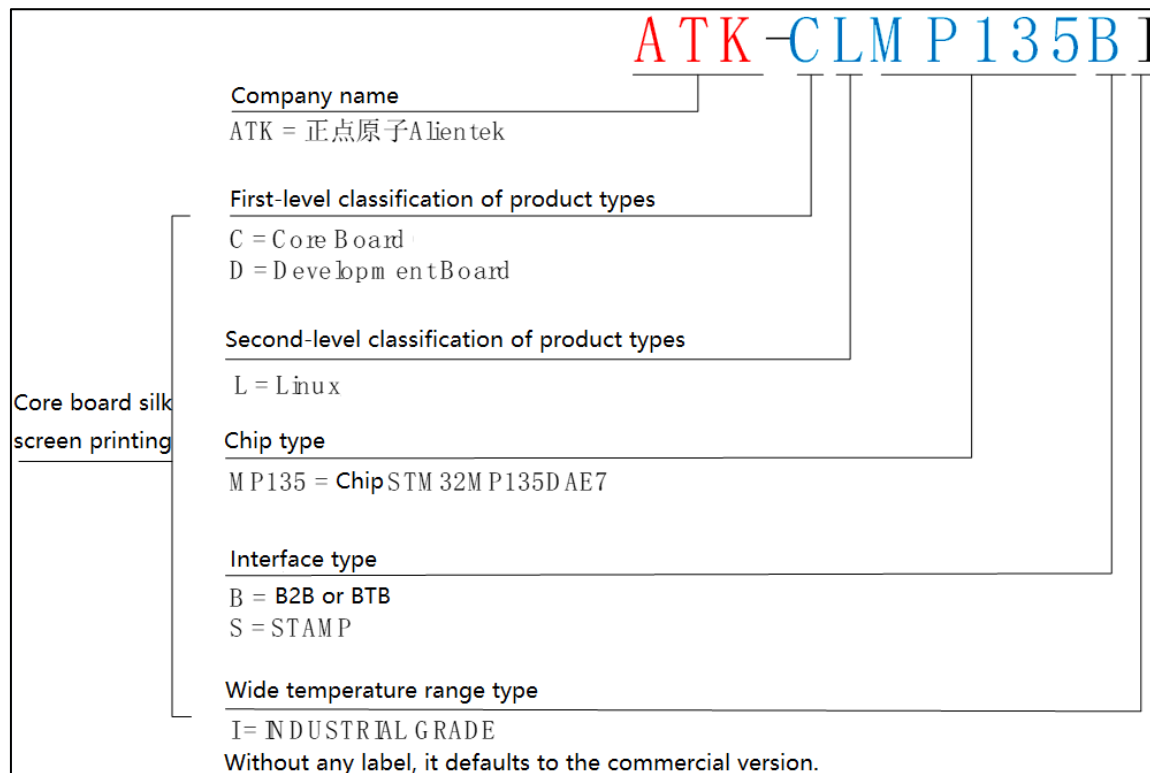 ATK-CLMP135BI
Company name
ATK = 正点原子Alientek
First-level classification of product types
C = Core Board
D = DevelopmentBoard
Second-level classification of product types
L = Linux
Core board silk
screen printing
Chip type
MP135 = Chip STM32MP135DAE7
Interface type
B = B2B or BTB
S = STAMP
Wide temperature range type
I= INDUSTRIAL GRADE
Without any label, it defaults to the commercial version.